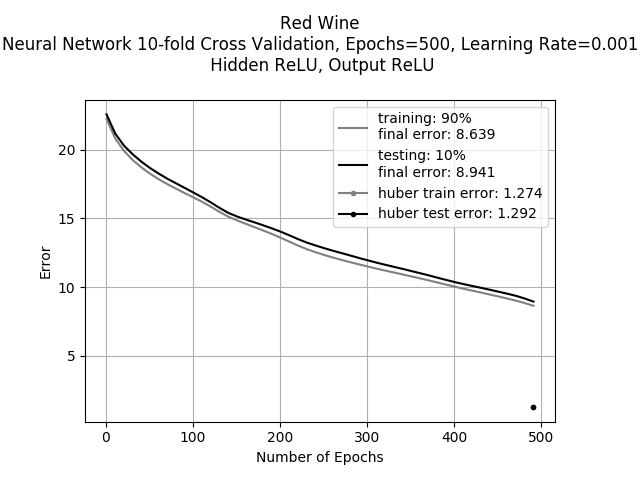 Red Wine
Neural Network 10-fold Cross Validation, Epochs=500, Learning Rate=0.001
Hidden ReLU, Output ReLU
training: 90%
final error: 8.639
testing: 10%
final error: 8.941
huber train error: 1.274
huber test error: 1.292
20
15
10
5
Error
0 100 200 300 400 500
Number of Epochs